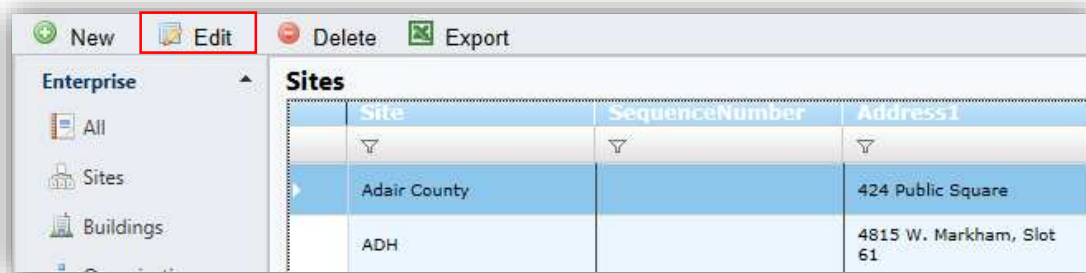 New Edit Delete Export
Enterprise
Sites
Site SequenceNumber Address1
All
Adair County 424 Public Square
Sites
Buildings
ADH 4815 W. Markham, Slot
61